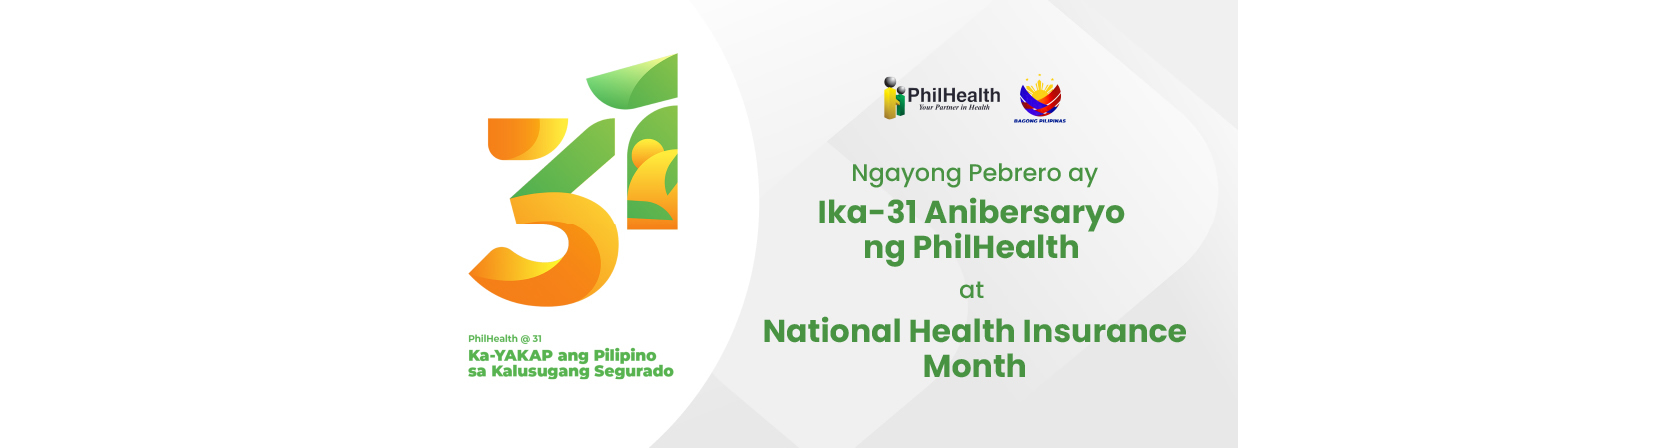 31
PhilHealth @ 31
Ka-YAKAP ang Pilipino
sa Kalusugang Segurado
PhilHealth
Your Partner in Health
BAGONG PILIPINAS
Ngayong Pebrero ay
Ika-31 Anibersaryo
ng PhilHealth
at
National Health Insurance
Month